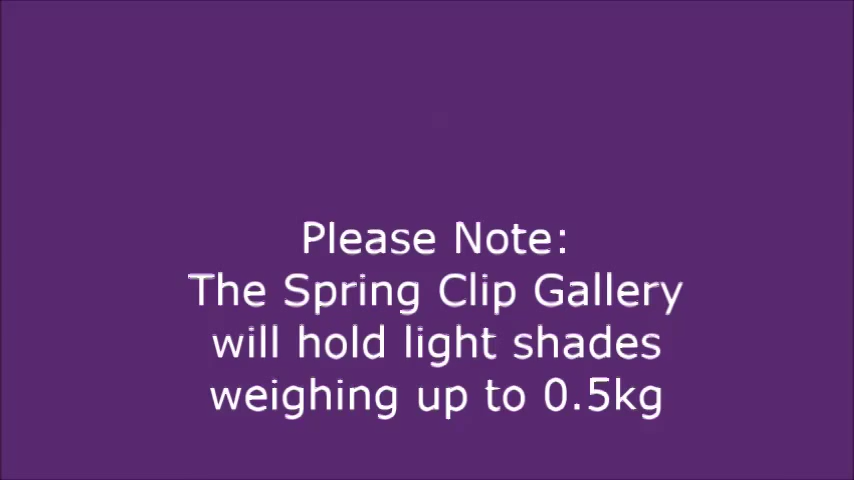 Please Note:
The Spring Clip Gallery
will hold light shades
weighing up to 0.5kg